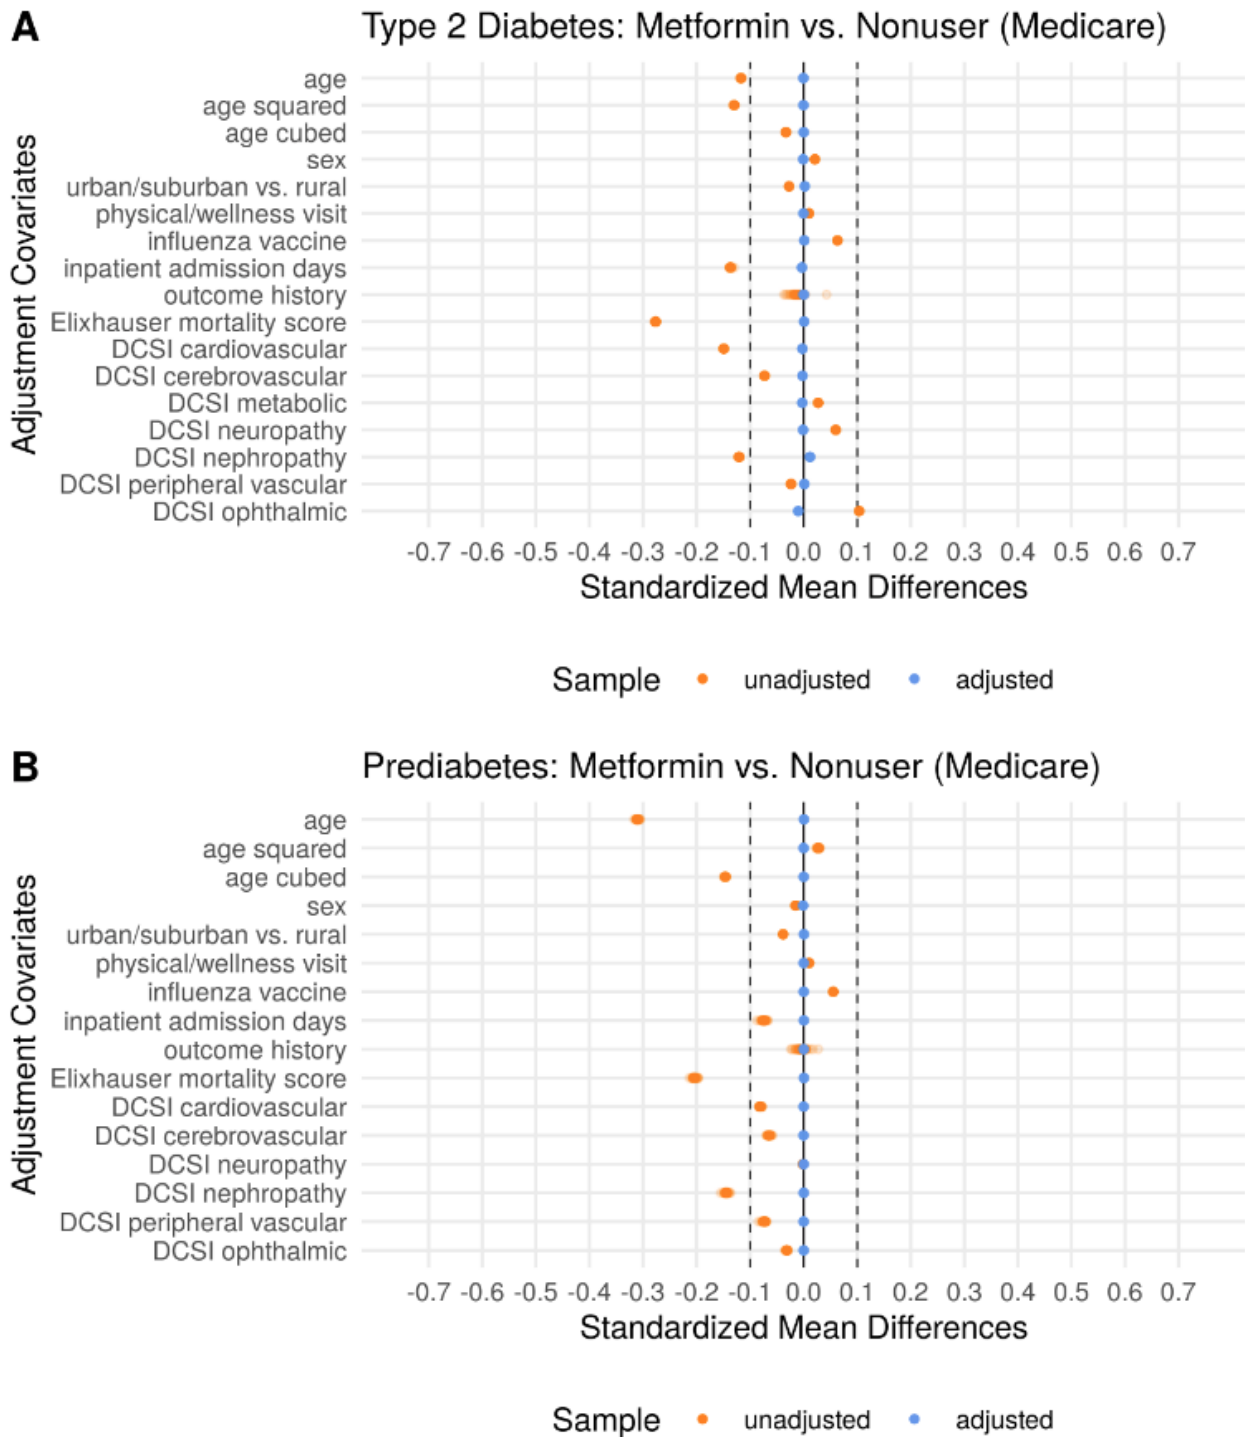 A
Type 2 Diabetes: Metformin vs. Nonuser (Medicare)
Adjustment Covariates
age
age squared
age cubed
sex
urban/suburban vs. rural
physical/wellness visit
influenza vaccine
inpatient admission days
outcome history
Elixhauser mortality score
DCSI cardiovascular
DCSI cerebrovascular
DCSI metabolic
DCSI neuropathy
DCSI nephropathy
DCSI peripheral vascular
DCSI ophthalmic
-0.7 -0.6 -0.5 -0.4 -0.3 -0.2 -0.1 0.0 0.1 0.2 0.3 0.4 0.5 0.6 0.7
Standardized Mean Differences
Sample unadjusted adjusted
B
Prediabetes: Metformin vs. Nonuser (Medicare)
Adjustment Covariates
age
age squared
age cubed
sex
urban/suburban vs. rural
physical/wellness visit
influenza vaccine
inpatient admission days
outcome history
Elixhauser mortality score
DCSI cardiovascular
DCSI cerebrovascular
DCSI neuropathy
DCSI nephropathy
DCSI peripheral vascular
DCSI ophthalmic
-0.7 -0.6 -0.5 -0.4 -0.3 -0.2 -0.1 0.0 0.1 0.2 0.3 0.4 0.5 0.6 0.7
Standardized Mean Differences
Sample unadjusted adjusted